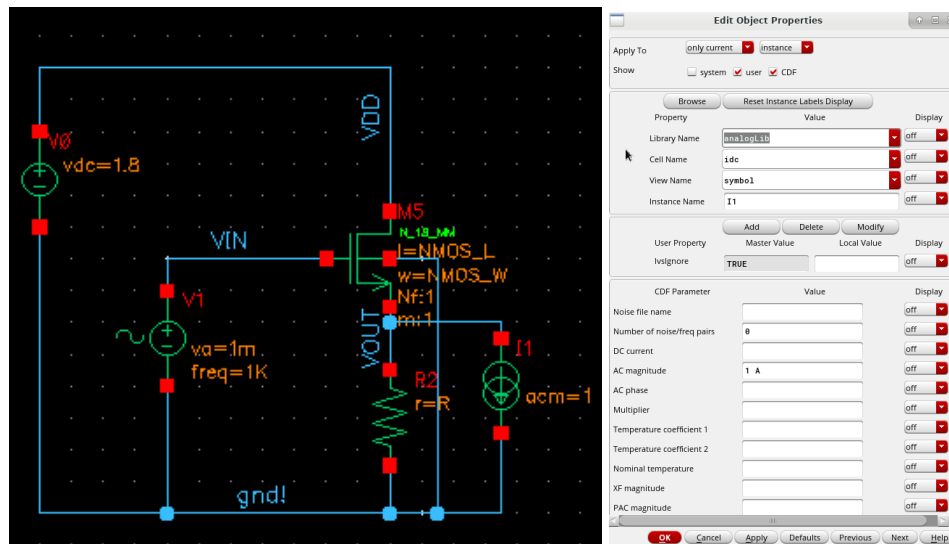 VDD
V0
vdc=1.8
M5
N_18_MM
l=NMOS_L
w=NMOS_W
Nf:1
m:1
VIN
V1
va=1m
freq=1K
VOUT
R2
r=R
I1
acm=1
gnd!
Edit Object Properties
Apply To only current instance
Show system user CDF
Browse Reset Instance Labels Display
Property Value Display
Library Name analogLib off
Cell Name idc off
View Name symbol off
Instance Name I1 off
Add Delete Modify
User Property Master Value Local Value Display
lvsIgnore TRUE off
CDF Parameter Value Display
Noise file name off
Number of noise/freq pairs 0 off
DC current off
AC magnitude 1 A off
AC phase off
Multiplier off
Temperature coefficient 1 off
Temperature coefficient 2 off
Nominal temperature off
XF magnitude off
PAC magnitude off
OK Cancel Apply Defaults Previous Next Help